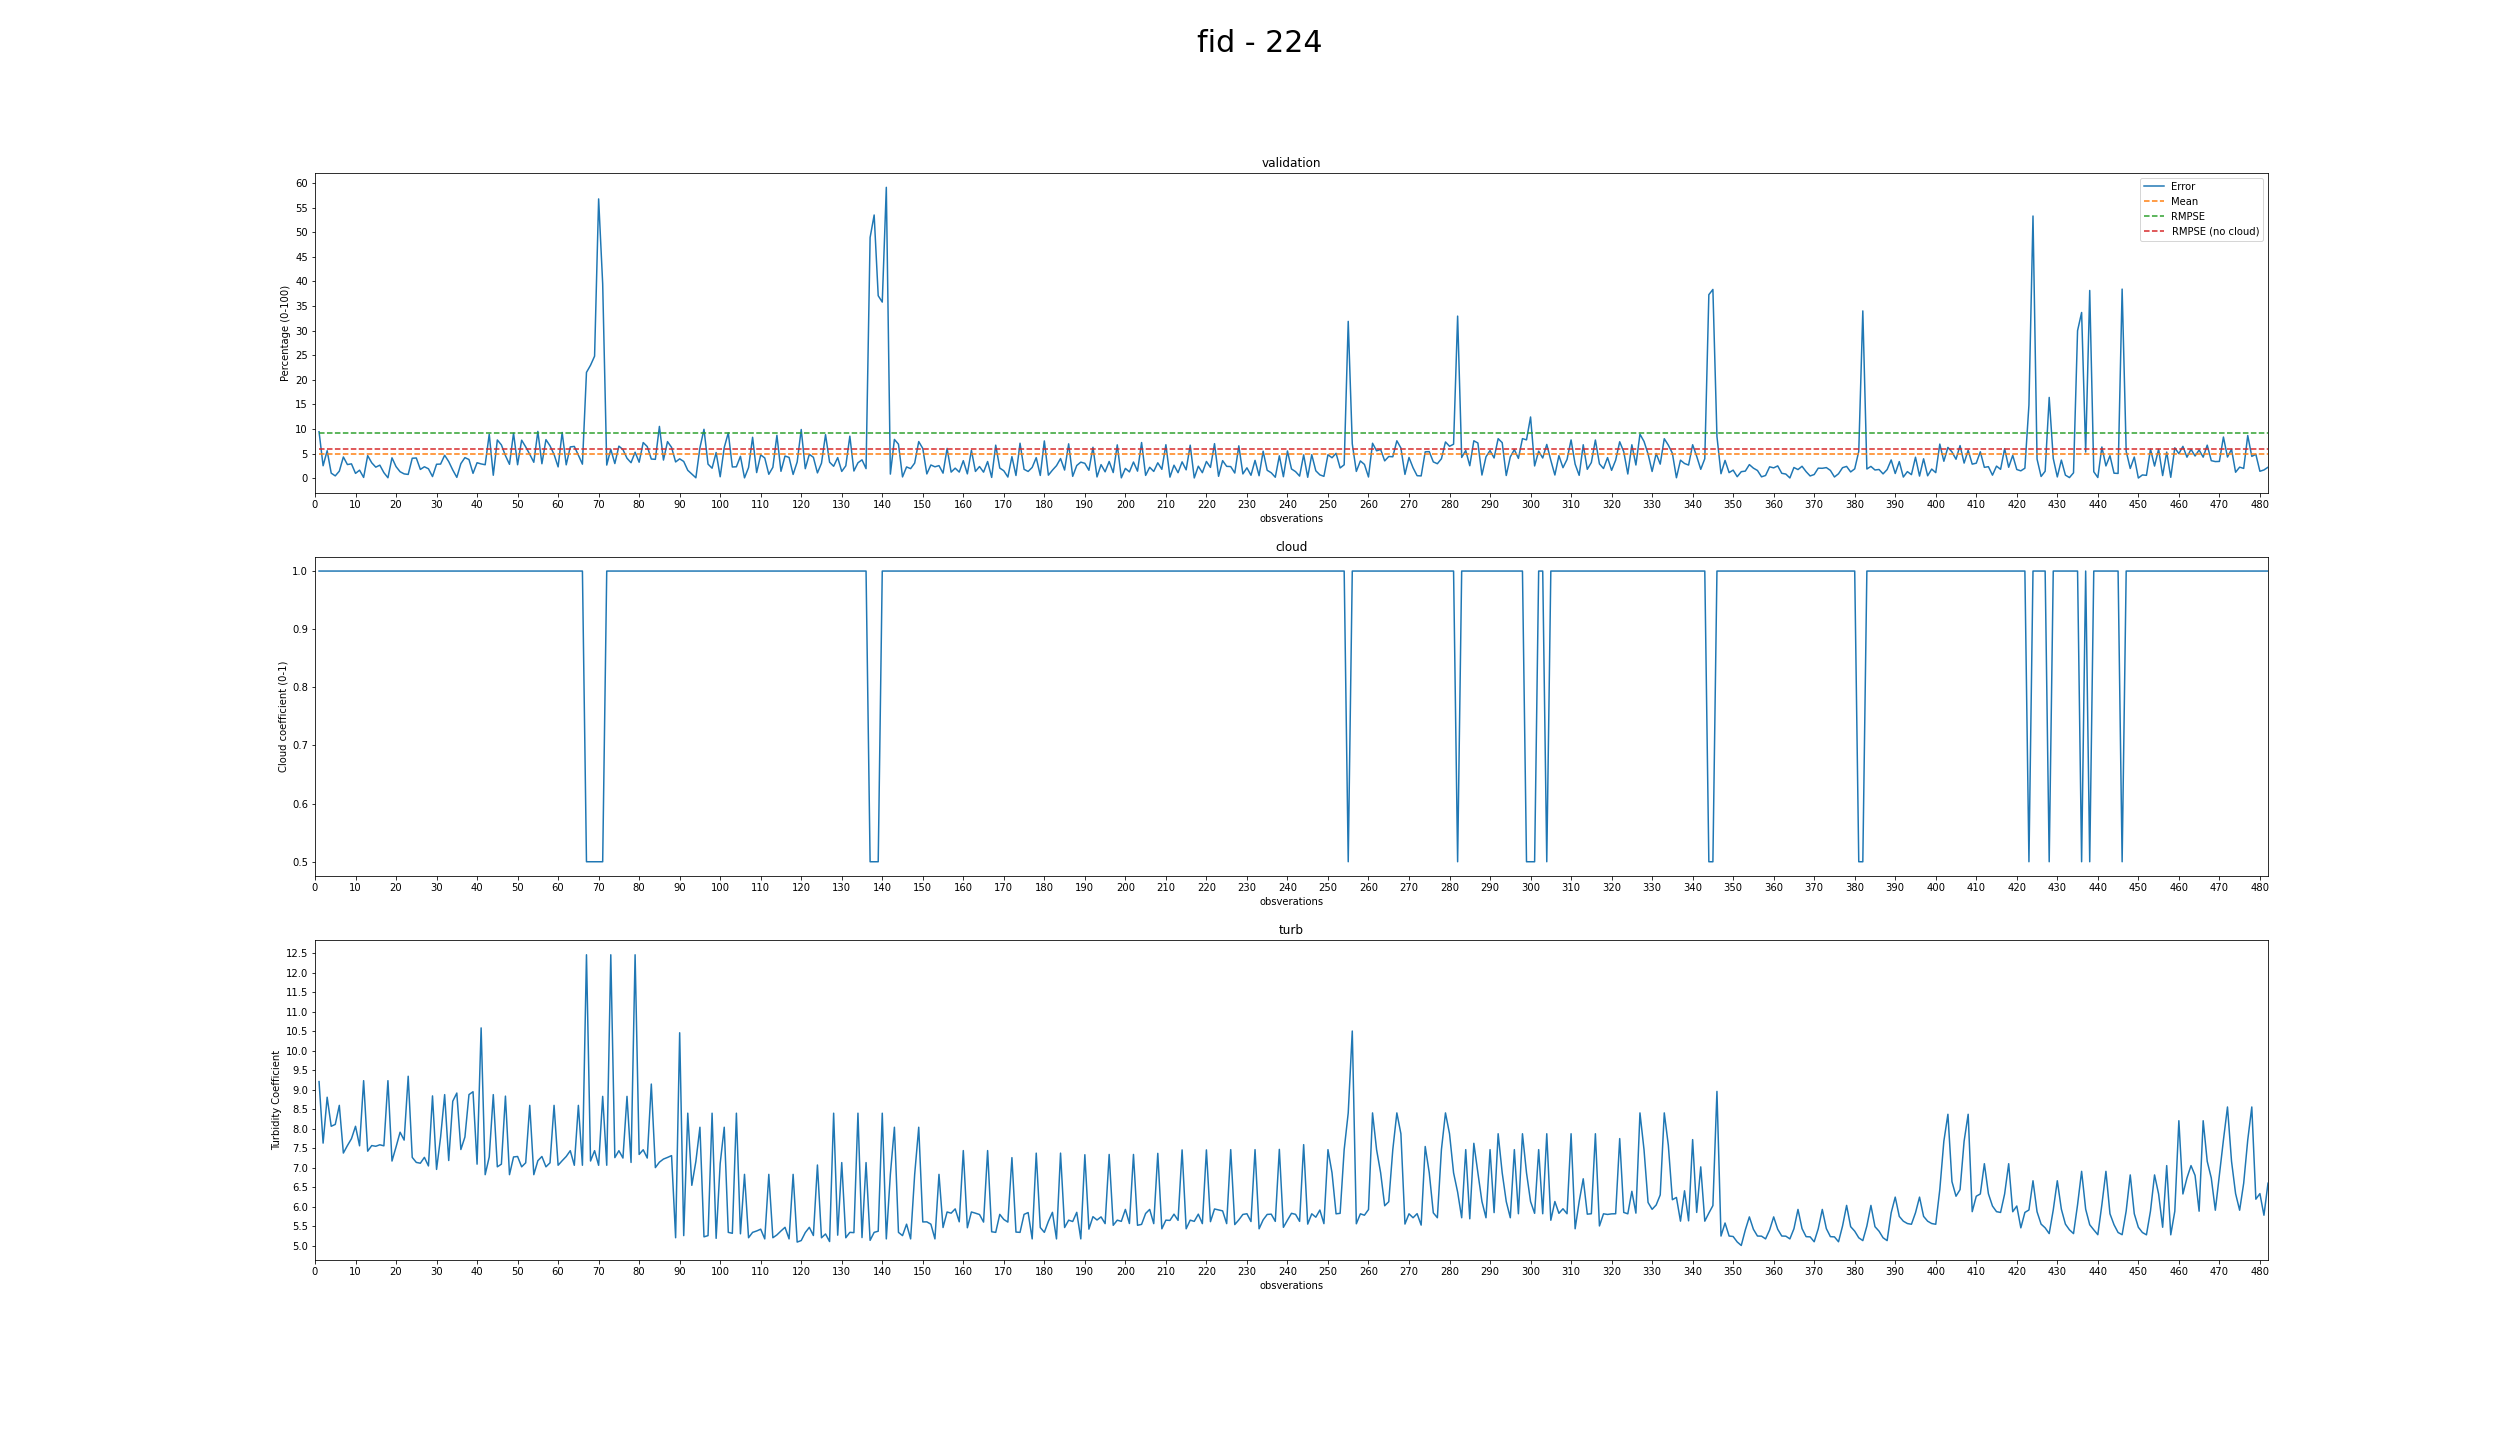 fid - 224
validation
Percentage (0-100)
60
55
50
45
40
35
30
25
20
15
10
5
0
Error
Mean
RMPSE
RMPSE (no cloud)
0 10 20 30 40 50 60 70 80 90 100 110 120 130 140 150 160 170 180 190 200 210 220 230 240 250 260 270 280 290 300 310 320 330 340 350 360 370 380 390 400 410 420 430 440 450 460 470 480
obsverations
cloud
Cloud coefficient (0-1)
1.0
0.9
0.8
0.7
0.6
0.5
0 10 20 30 40 50 60 70 80 90 100 110 120 130 140 150 160 170 180 190 200 210 220 230 240 250 260 270 280 290 300 310 320 330 340 350 360 370 380 390 400 410 420 430 440 450 460 470 480
obsverations
turb
Turbidity Coefficient
12.5
12.0
11.5
11.0
10.5
10.0
9.5
9.0
8.5
8.0
7.5
7.0
6.5
6.0
5.5
5.0
0 10 20 30 40 50 60 70 80 90 100 110 120 130 140 150 160 170 180 190 200 210 220 230 240 250 260 270 280 290 300 310 320 330 340 350 360 370 380 390 400 410 420 430 440 450 460 470 480
obsverations